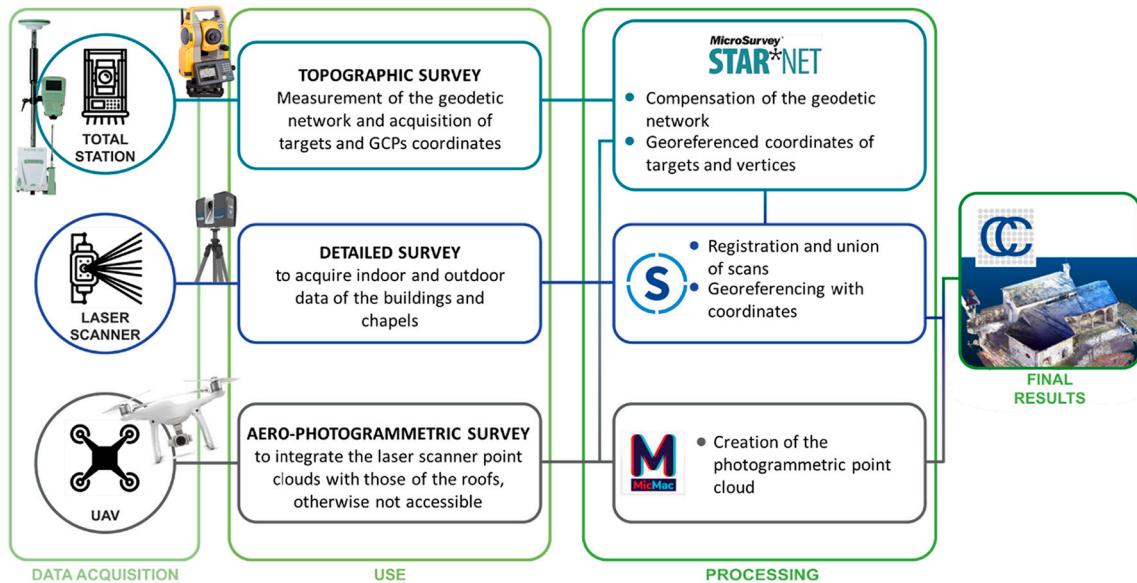 TOTAL
STATION
TOPOGRAPHIC SURVEY
Measurement of the geodetic
network and acquisition of
targets and GCPs coordinates
MicroSurvey
STAR*NET
Compensation of the geodetic
network
Georeferenced coordinates of
targets and vertices
LASER
SCANNER
DETAILED SURVEY
to acquire indoor and outdoor
data of the buildings and
chapels
S
Registration and union
of scans
Georeferencing with
coordinates
CC
FINAL
RESULTS
UAV
AERO-PHOTOGRAMMETRIC SURVEY
to integrate the laser scanner point
clouds with those of the roofs,
otherwise not accessible
M
MicMac
Creation of the
photogrammetric point
cloud
DATA ACQUISITION
USE
PROCESSING